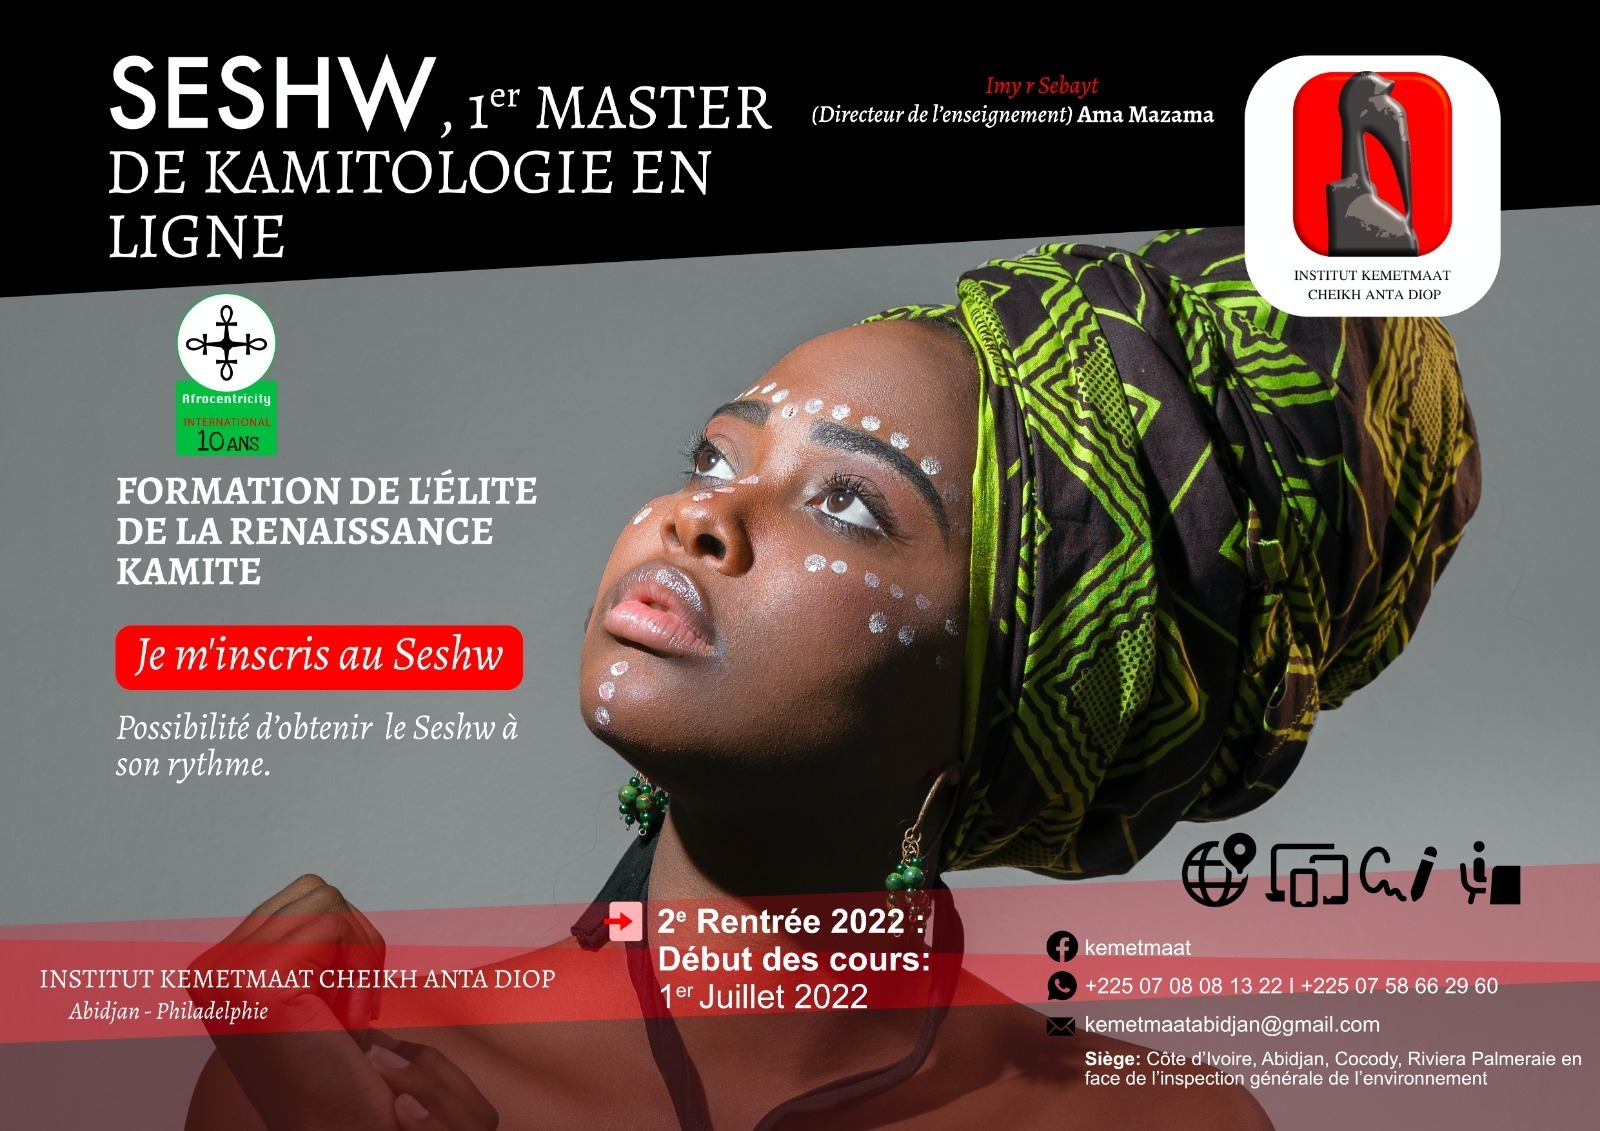 SESHW, 1er MASTER
DE KAMITOLOGIE EN
LIGNE
Imy r Sebayt
(Directeur de l'enseignement) Ama Mazama
INSTITUT KEMETMAAT
CHEIKH ANTA DIOP
Afrocentricity
INTERNATIONAL
10 ANS
FORMATION DE L'ÉLITE
DE LA RENAISSANCE
KAMITE
Je m'inscris au Seshw
Possibilité d'obtenir le Seshw à
son rythme.
INSTITUT KEMETMAAT CHEIKH ANTA DIOP
Abidjan - Philadelphie
2e Rentrée 2022 :
Début des cours:
1er Juillet 2022
kemetmaat
+225 07 08 08 13 22 I +225 07 58 66 29 60
kemetmaatabidjan@gmail.com
Siège: Côte d'Ivoire, Abidjan, Cocody, Riviera Palmeraie en
face de l'inspection générale de l'environnement